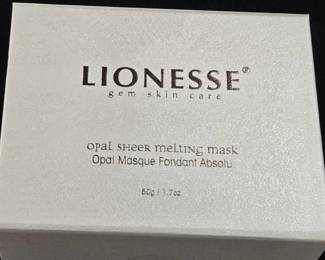 LIONESSE®
gem skin care
opal sheer melting mask
Opal Masque Fondant Absolu
50g / 1.7oz